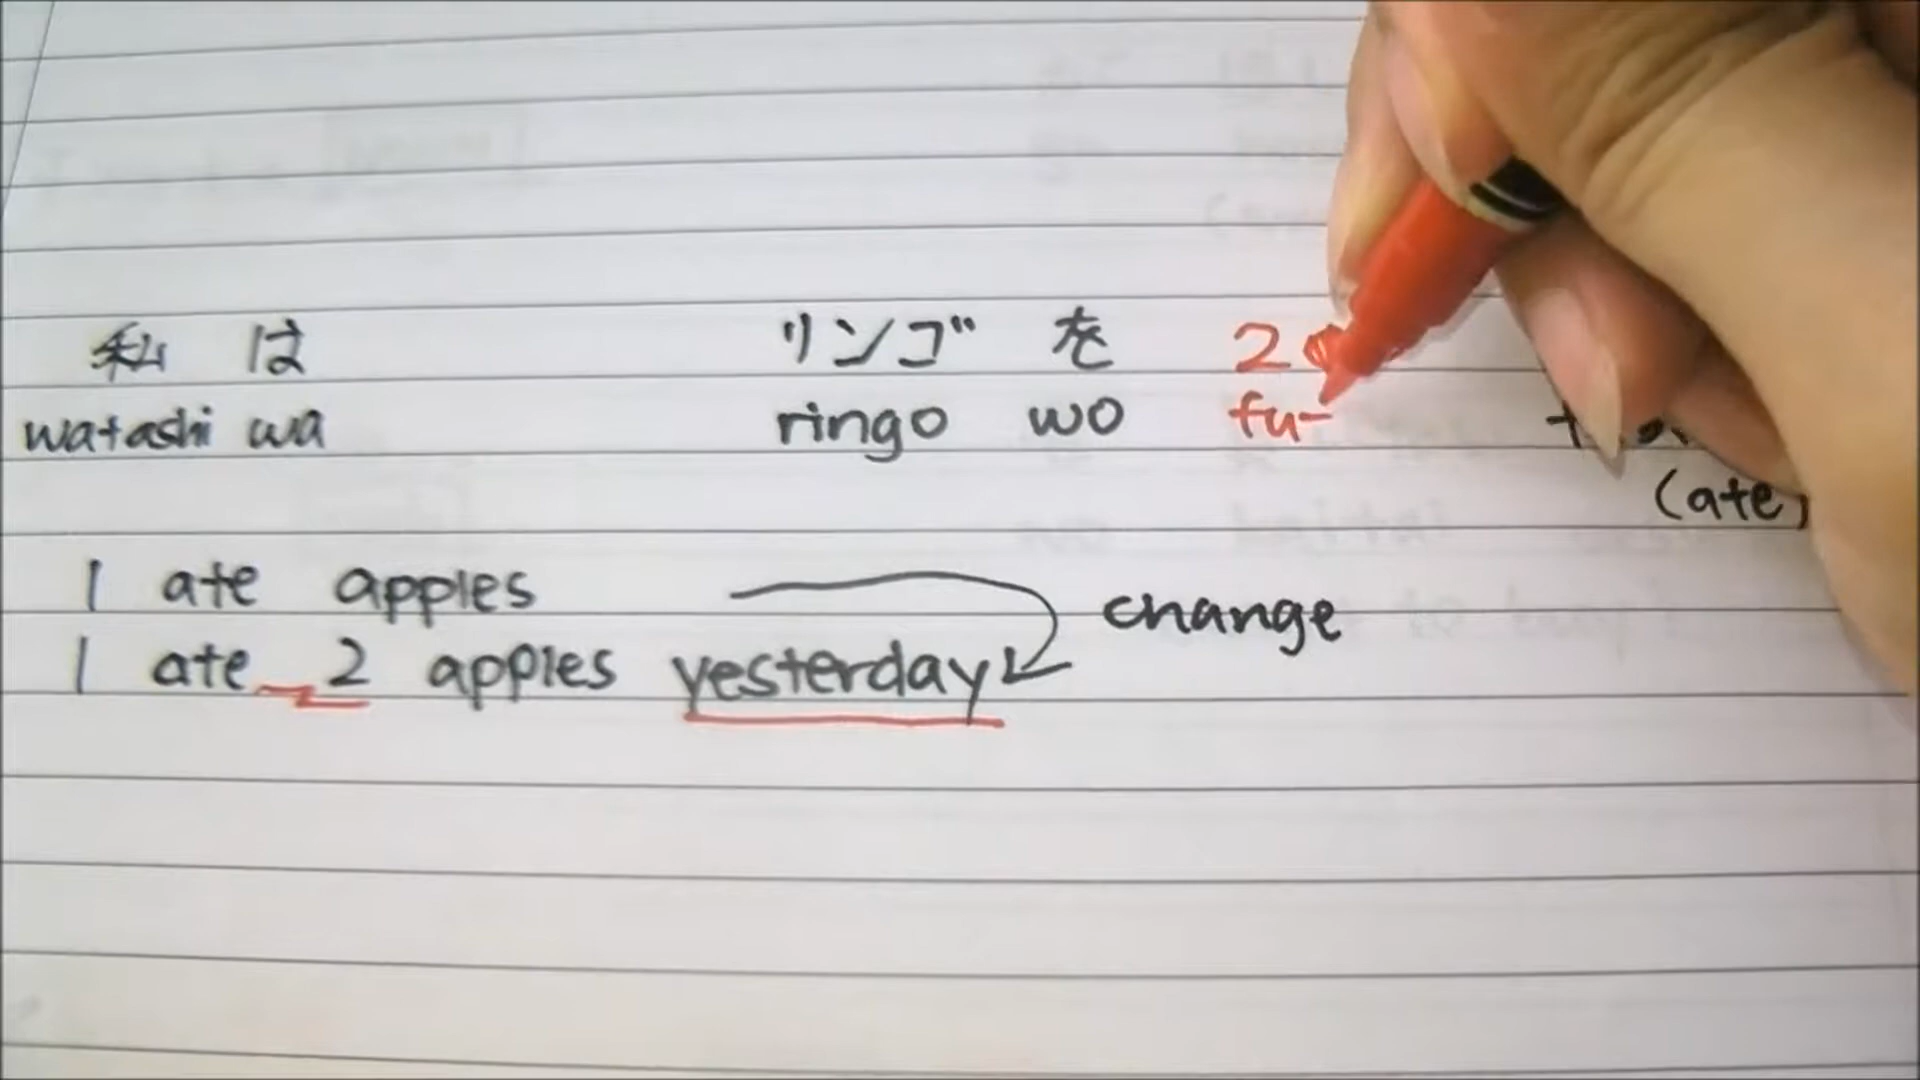 私 は リンゴ を 2
watashi wa ringo wo fu-
(ate)
I ate apples
change
I ate 2 apples yesterday